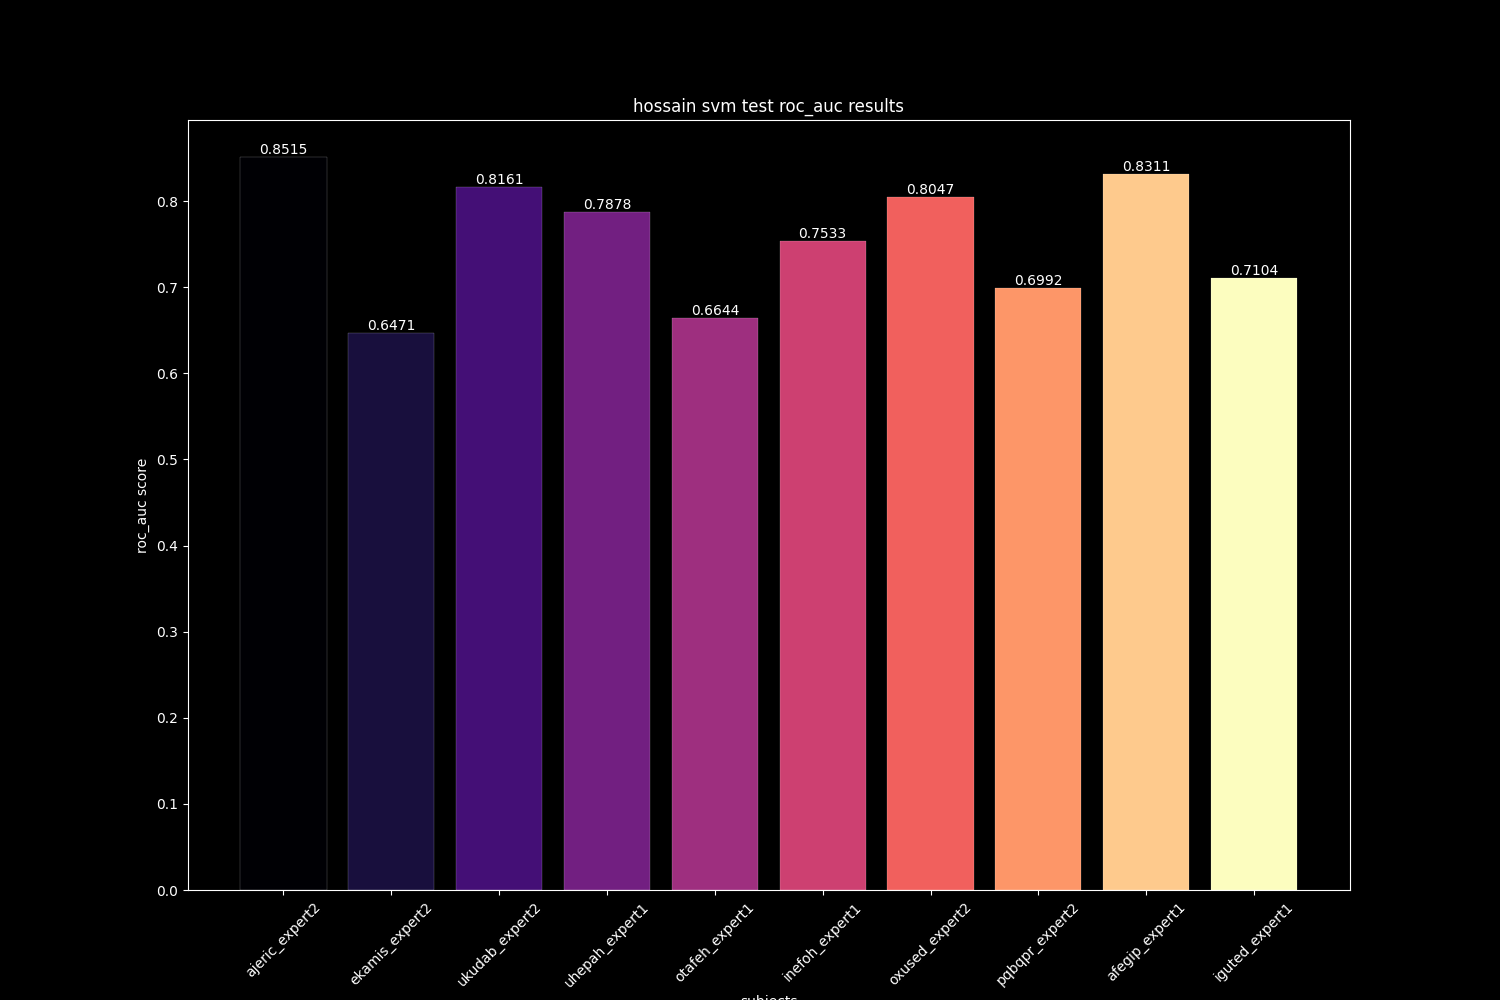 hossain svm test roc_auc results
0.8515
0.6471
0.8161
0.7878
0.6644
0.7533
0.8047
0.6992
0.8311
0.7104
roc_auc score
0.8
0.7
0.6
0.5
0.4
0.3
0.2
0.1
0.0
ajeric_expert2
ekamis_expert2
ukudab_expert2
uhepah_expert1
otafeh_expert1
inefoh_expert1
oxused_expert2
pqbqpr_expert2
afegip_expert1
iguted_expert1
subjects